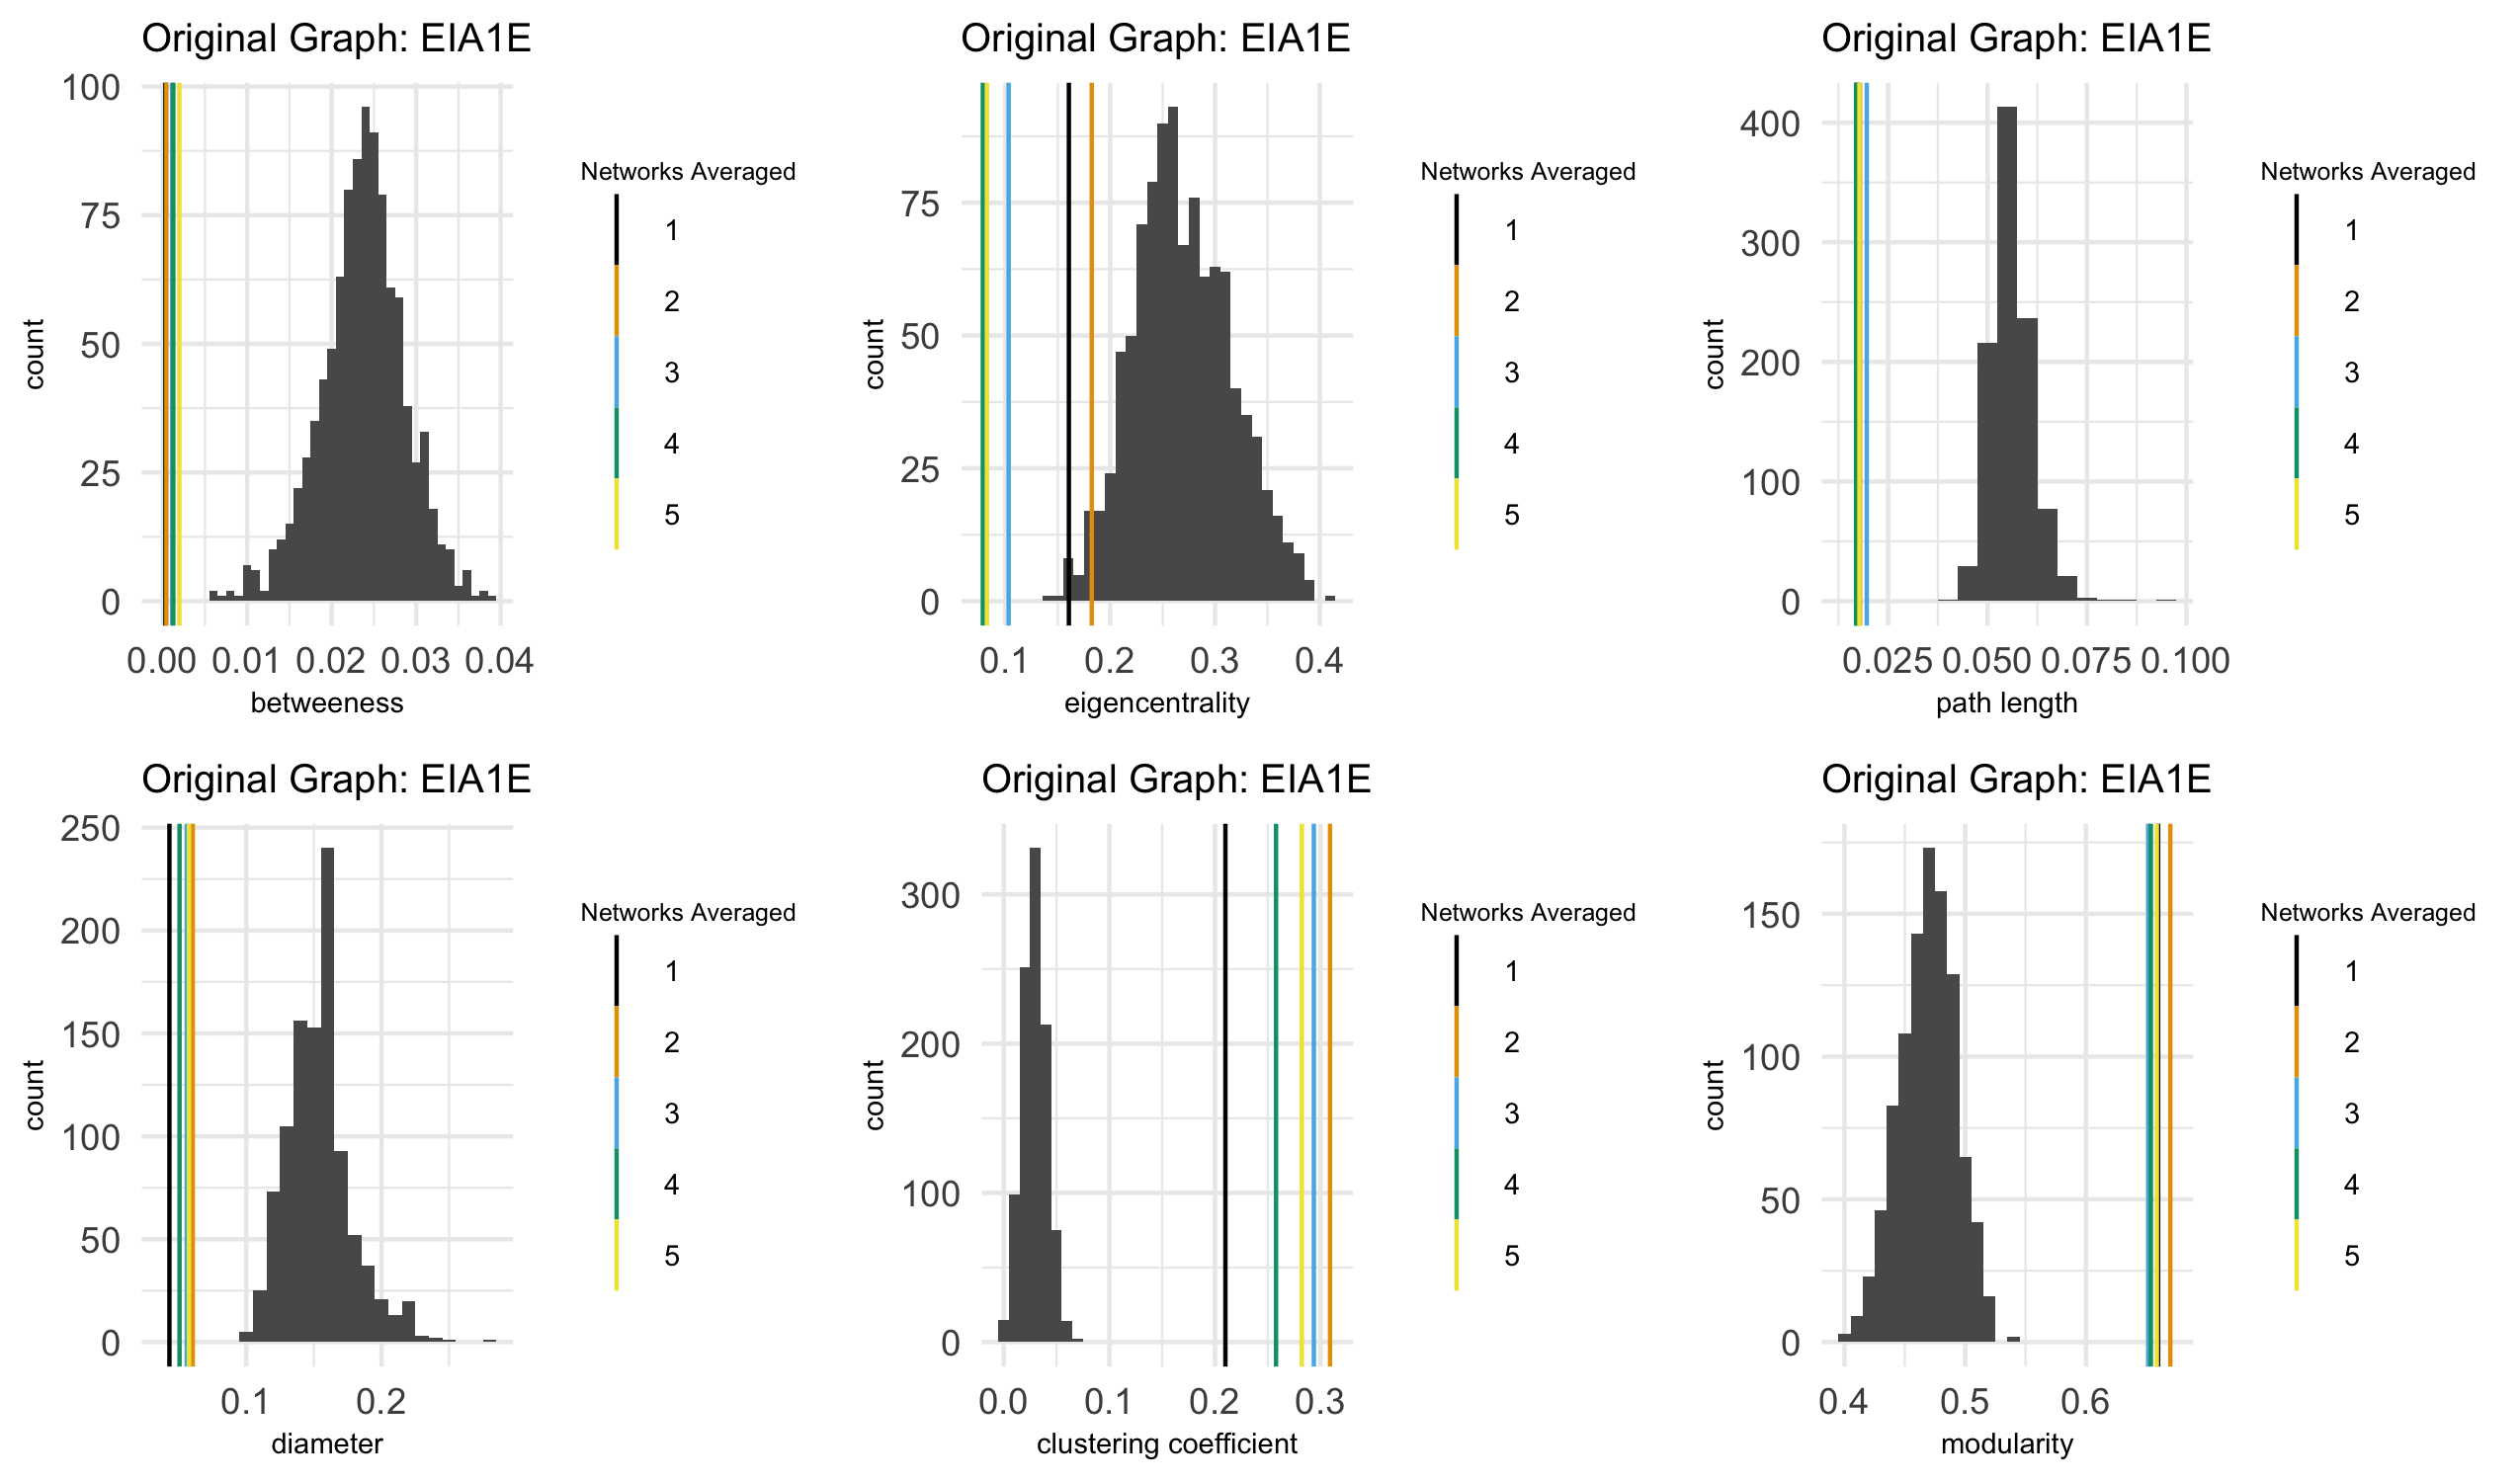 Original Graph: EIA1E
100
75
50
25
0
count
0.00 0.01 0.02 0.03 0.04
betweeness
Networks Averaged
1
2
3
4
5
Original Graph: EIA1E
75
50
25
0
count
0.1 0.2 0.3 0.4
eigencentrality
Networks Averaged
1
2
3
4
5
Original Graph: EIA1E
400
300
200
100
0
count
0.025 0.050 0.075 0.100
path length
Networks Averaged
1
2
3
4
5
Original Graph: EIA1E
250
200
150
100
50
0
count
0.1 0.2
diameter
Networks Averaged
1
2
3
4
5
Original Graph: EIA1E
300
200
100
0
count
0.0 0.1 0.2 0.3
clustering coefficient
Networks Averaged
1
2
3
4
5
Original Graph: EIA1E
150
100
50
0
count
0.4 0.5 0.6
modularity
Networks Averaged
1
2
3
4
5